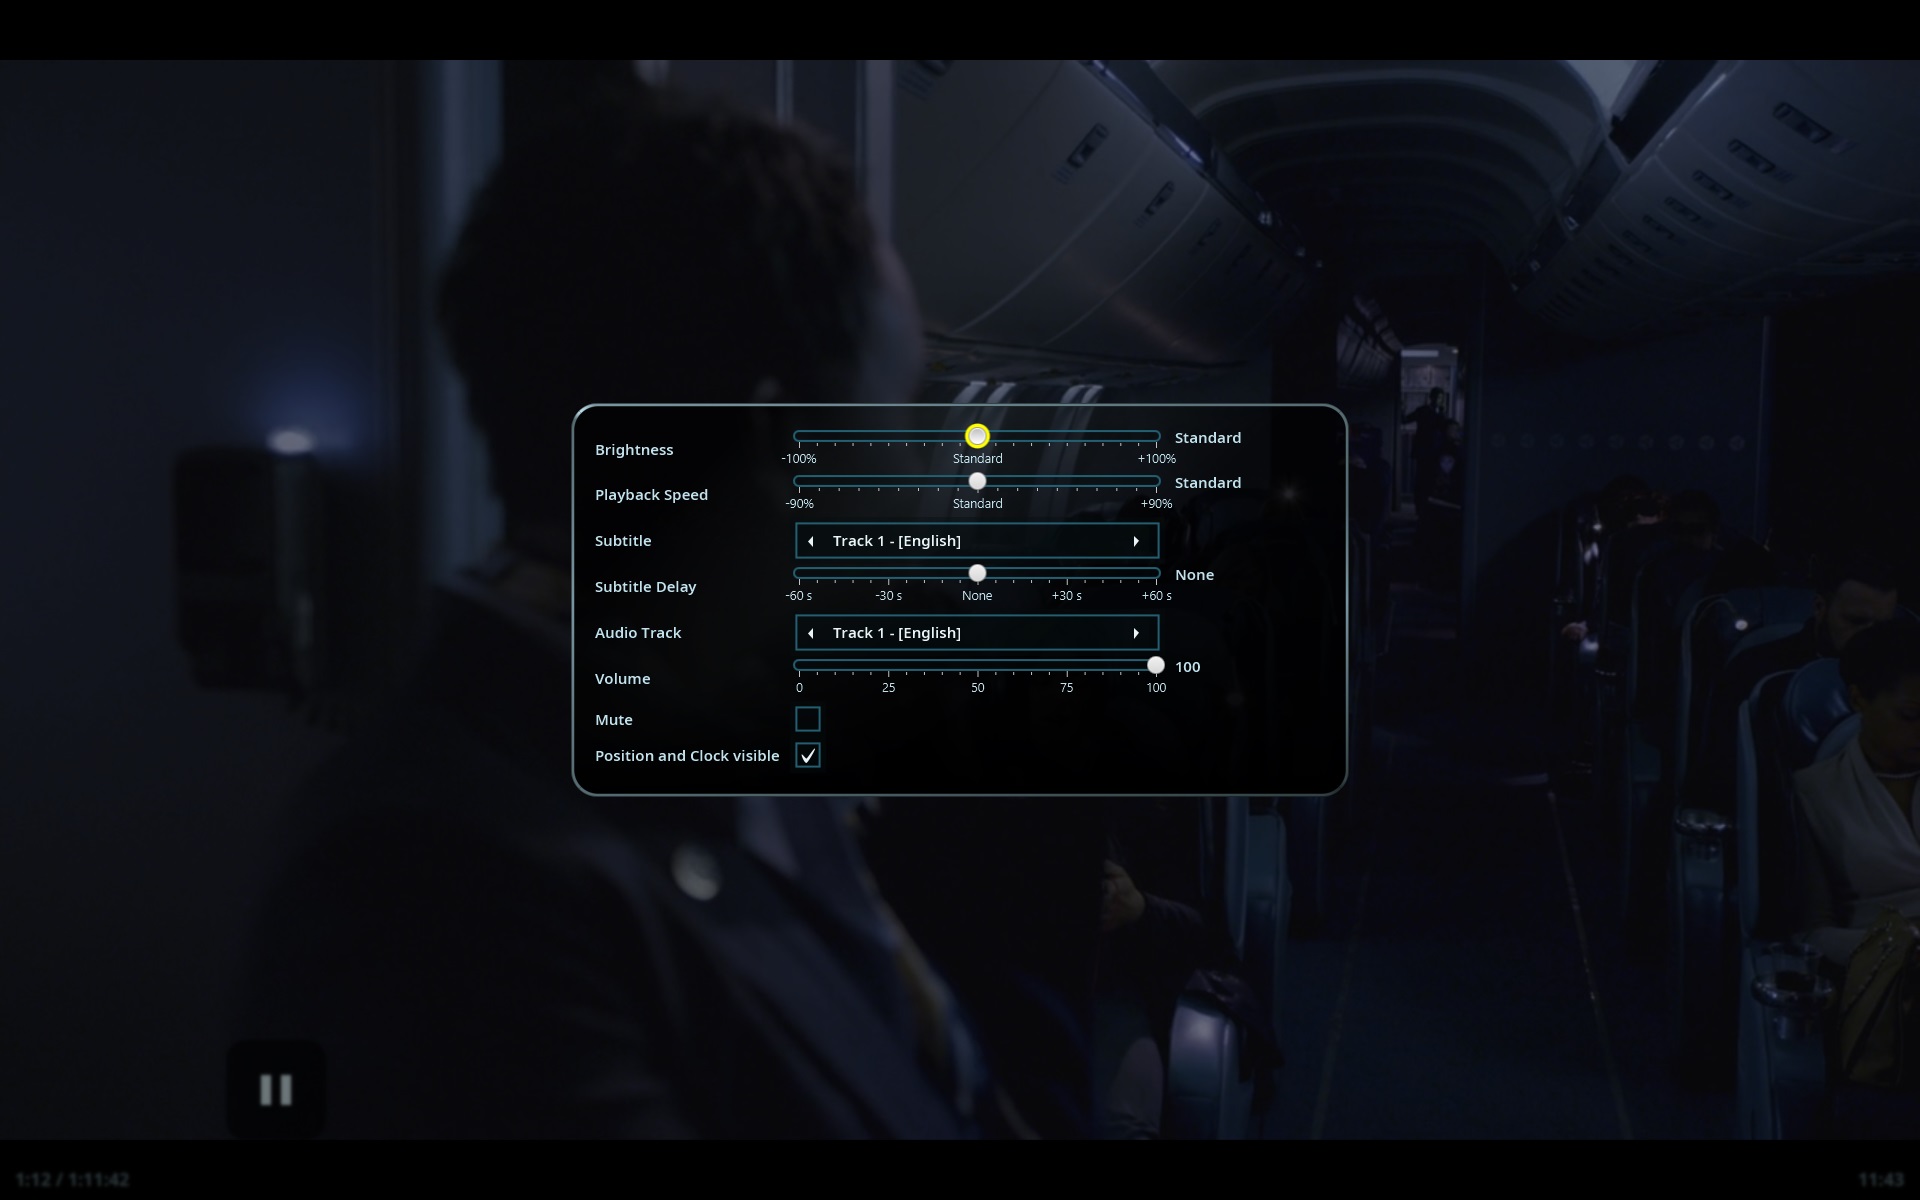 Brightness
Standard
-100% Standard +100%
Playback Speed
Standard
-90% Standard +90%
Subtitle
Track 1 - [English]
Subtitle Delay
None
-60 s -30 s None +30 s +60 s
Audio Track
Track 1 - [English]
Volume
100
0 25 50 75 100
Mute
Position and Clock visible
1:12 / 1:11:42
11:43